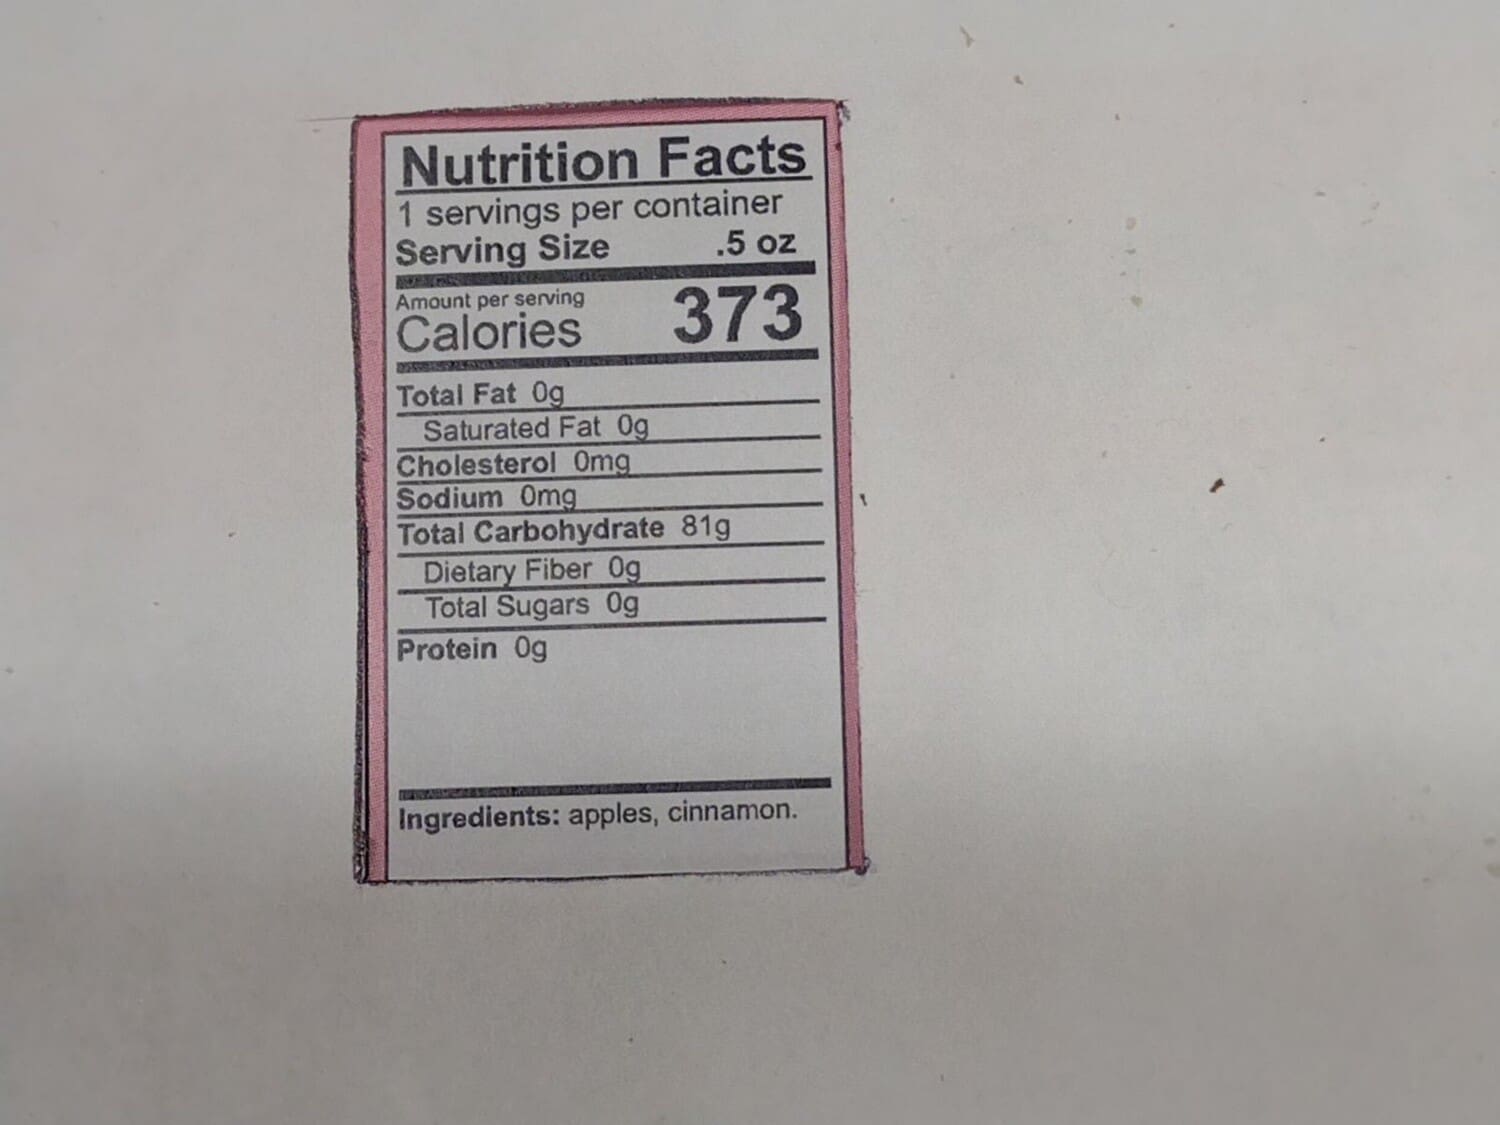 Nutrition Facts
1 servings per container
Serving Size .5 oz
Amount per serving
Calories 373
Total Fat 0g
Saturated Fat 0g
Cholesterol 0mg
Sodium 0mg
Total Carbohydrate 81g
Dietary Fiber 0g
Total Sugars 0g
Protein 0g
Ingredients: apples, cinnamon.